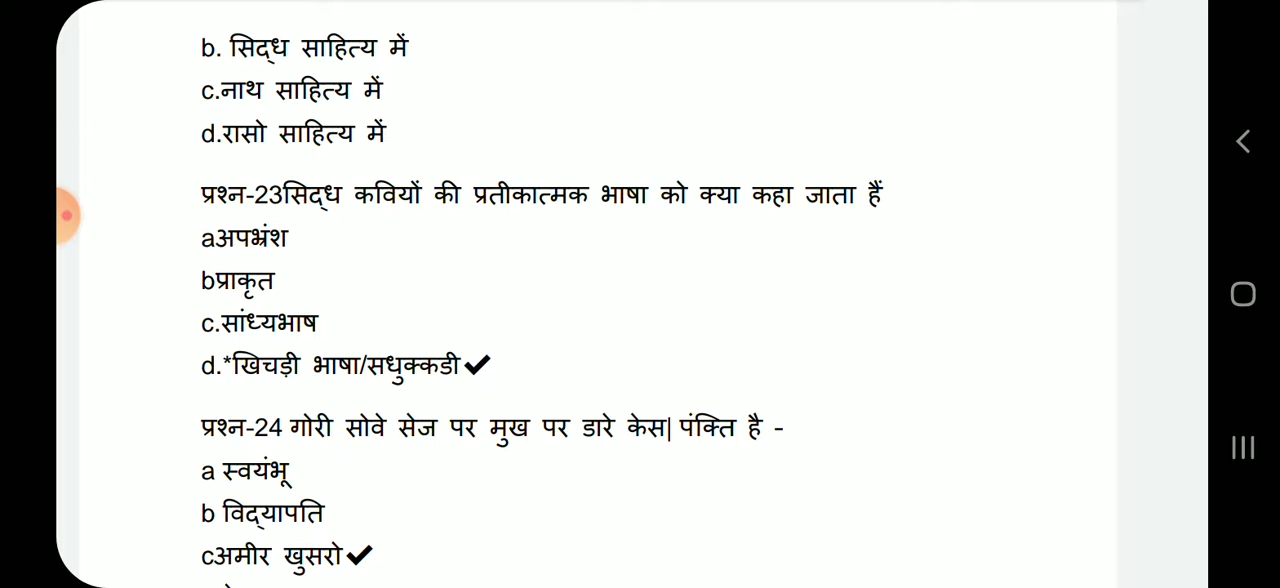 b. सिद्ध साहित्य में
c.नाथ साहित्य में
d.रासो साहित्य में
प्रश्न-23सिद्ध कवियों की प्रतीकात्मक भाषा को क्या कहा जाता हैं
aअपभ्रंश
bप्राकृत
c.सांध्यभाष
d.*खिचड़ी भाषा/सधुक्कडी✔
प्रश्न-24 गोरी सोवे सेज पर मुख पर डारे केस| पंक्ति है -
a स्वयंभू
b विद्यापति
cअमीर खुसरो✔